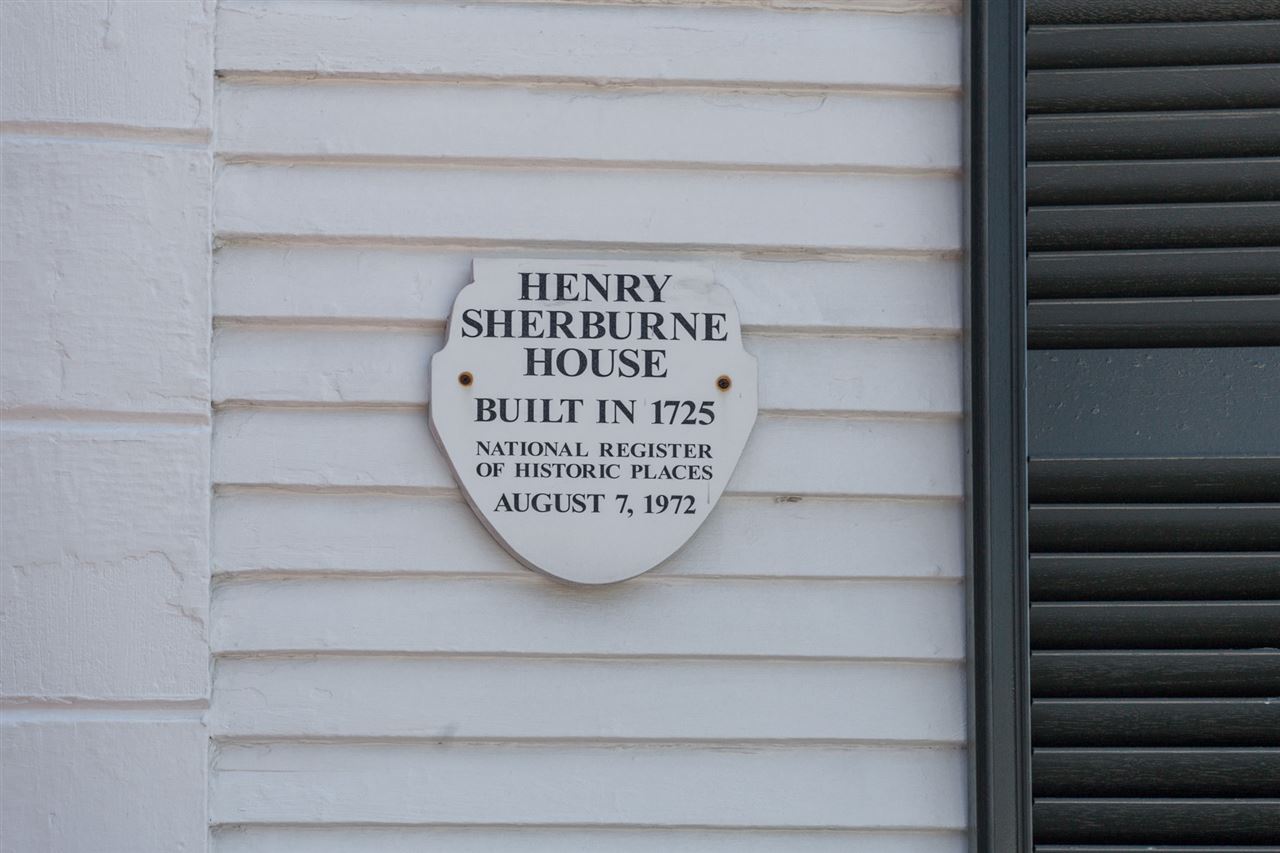 HENRY
SHERBURNE
HOUSE
BUILT IN 1725
NATIONAL REGISTER
OF HISTORIC PLACES
AUGUST 7, 1972